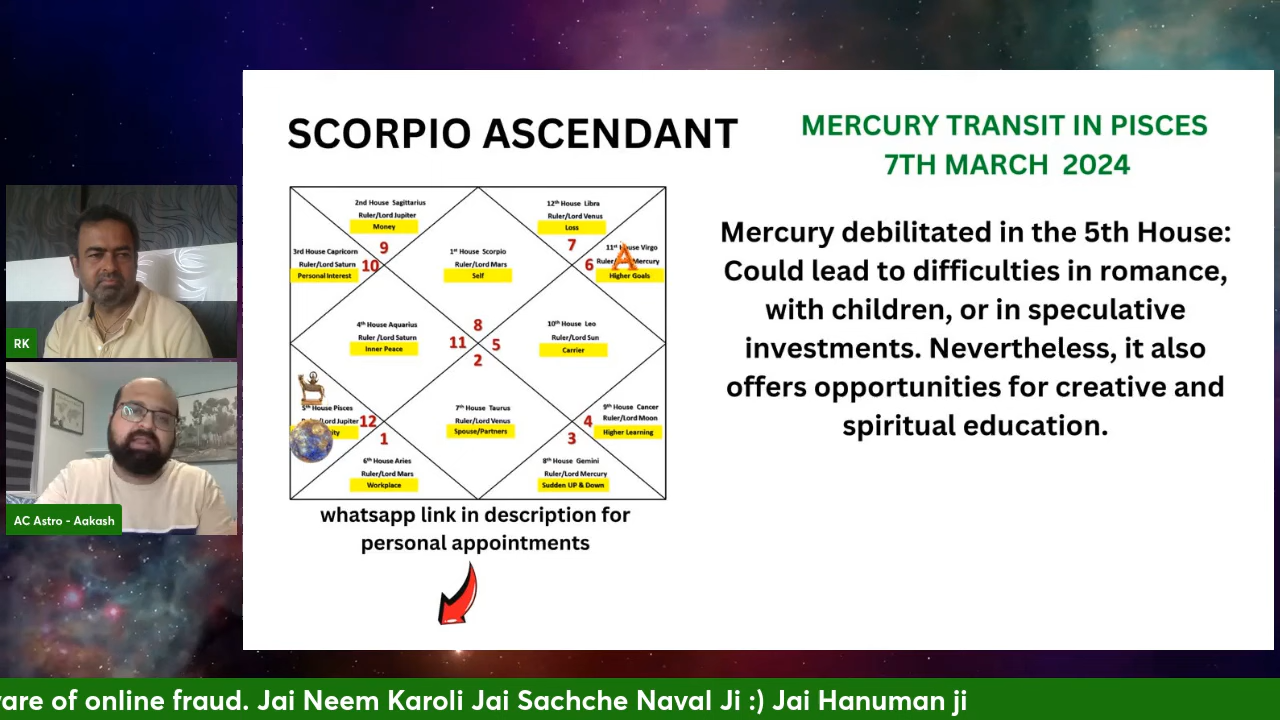 SCORPIO ASCENDANT
MERCURY TRANSIT IN PISCES
7TH MARCH 2024
Mercury debilitated in the 5th House:
Could lead to difficulties in romance,
with children, or in speculative
investments. Nevertheless, it also
offers opportunities for creative and
spiritual education.
2nd House Sagittarius
Ruler/Lord Jupiter
Money
9
12th House Libra
Ruler/Lord Venus
Loss
7
3rd House Capricorn
Ruler/Lord Saturn
Personal Interest
10
1st House Scorpio
Ruler/Lord Mars
Self
8
11st House Virgo
Mercury
Higher Goals
6
4th House Aquarius
Ruler /Lord Saturn
Inner Peace
11
10th House Leo
Ruler/Lord Sun
Carrier
5
2
5th House Pisces
Lord Jupiter
12
7th House Taurus
Ruler/Lord Venus
Spouse/Partners
9th House Cancer
Ruler/Lord Moon
Higher Learning
4
1
6th House Aries
Ruler/Lord Mars
Workplace
3
8th House Gemini
Ruler/Lord Mercury
Sudden UP & Down
whatsapp link in description for
personal appointments
RK
AC Astro - Aakash
of online fraud. Jai Neem Karoli Jai Sachche Naval Ji :) Jai Hanuman ji